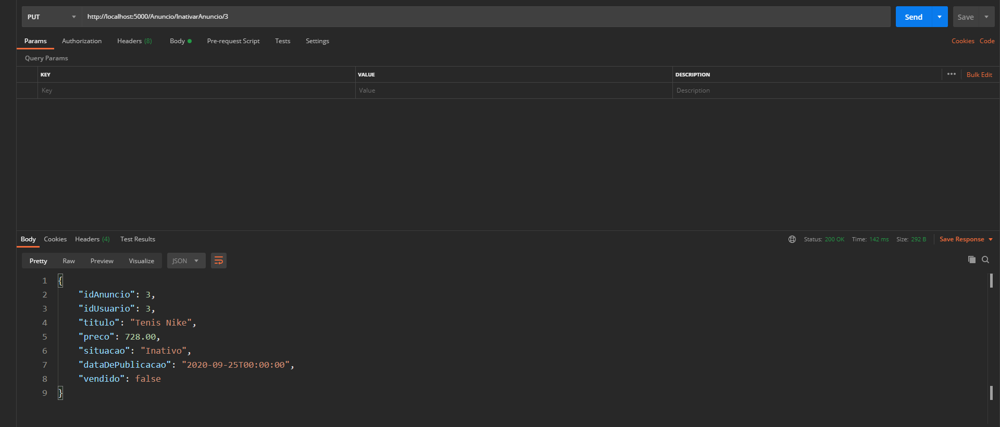 PUT http://localhost:5000/Anuncio/InativarAnuncio/3 Send Save
Params Authorization Headers (8) Body Pre-request Script Tests Settings Cookies Code
Query Params
KEY VALUE DESCRIPTION ••• Bulk Edit
Key Value Description
Body Cookies Headers (4) Test Results Status: 200 OK Time: 142 ms Size: 292 B Save Response
Pretty Raw Preview Visualize JSON
1 {
2 "idAnuncio": 3,
3 "idUsuario": 3,
4 "titulo": "Tenis Nike",
5 "preco": 728.00,
6 "situacao": "Inativo",
7 "dataDePublicacao": "2020-09-25T00:00:00",
8 "vendido": false
9 }